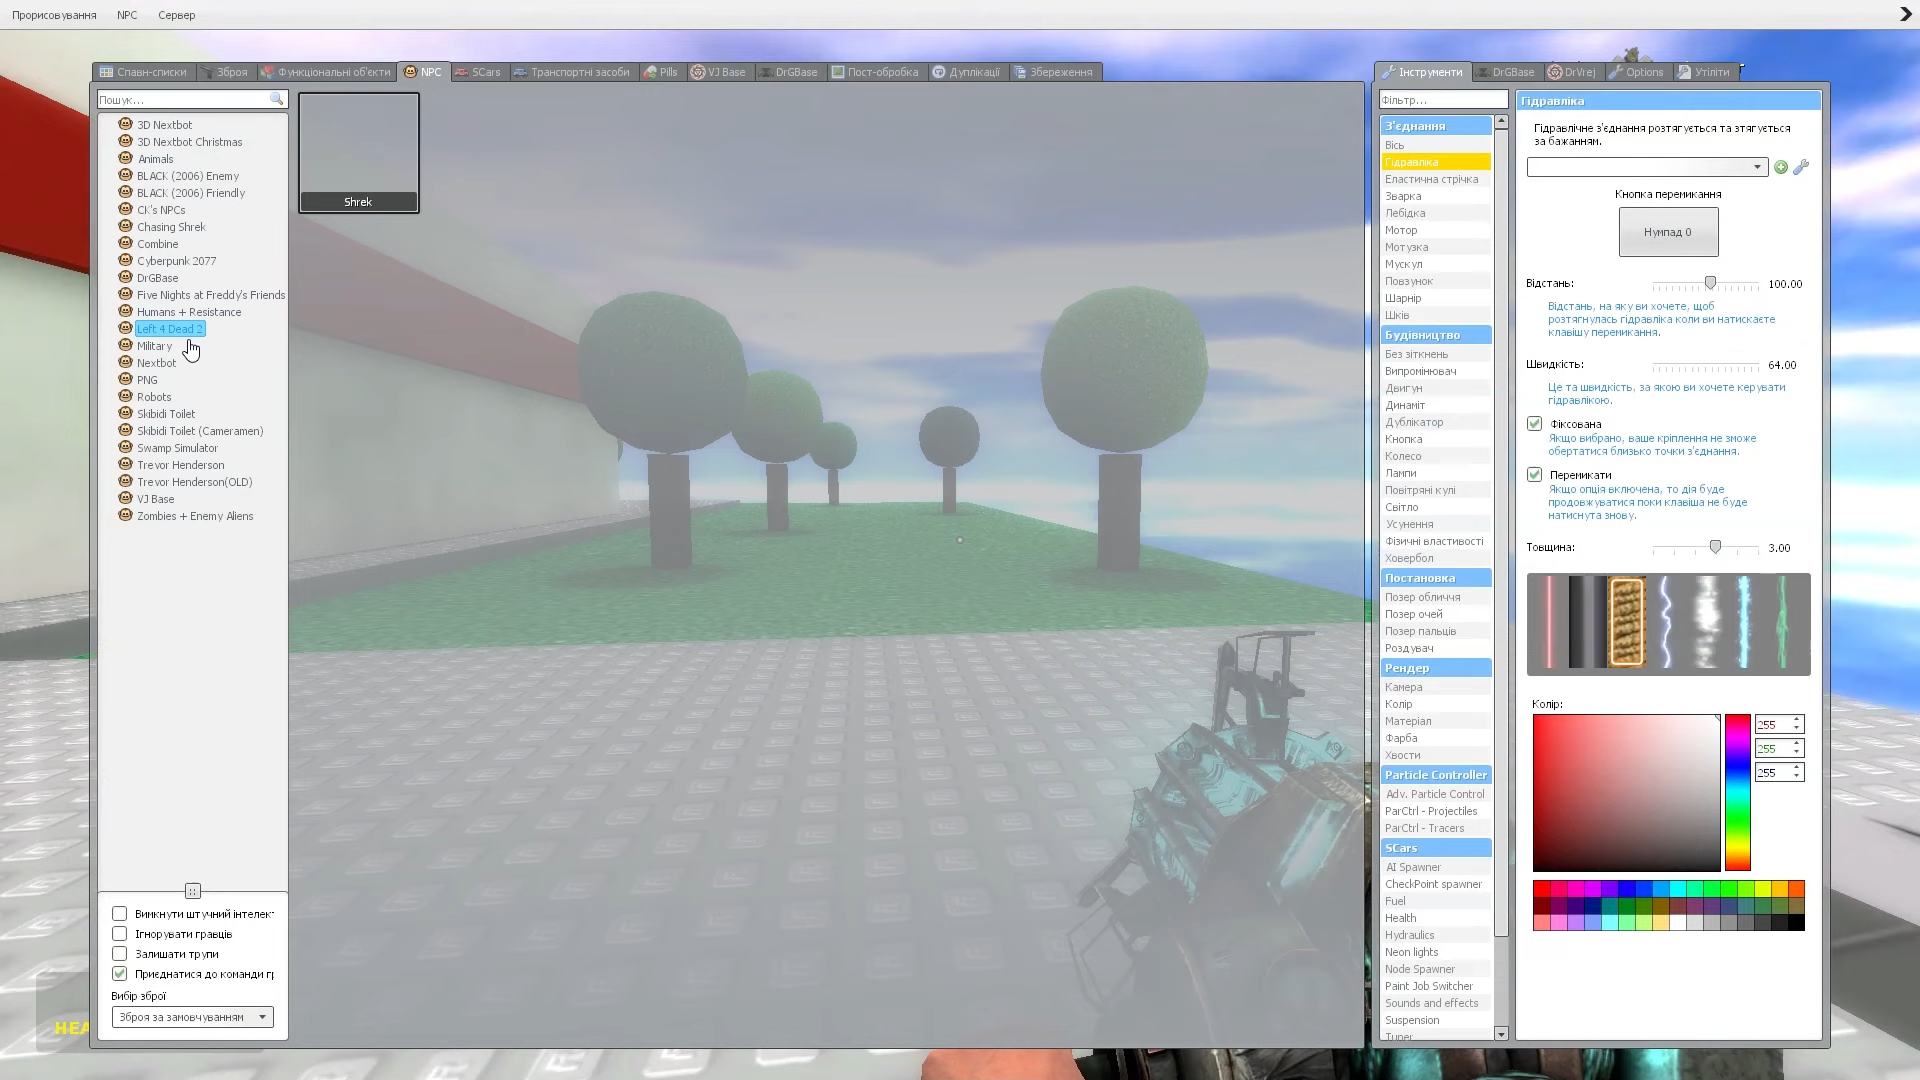 Прорисовування NPC Сервер
Спавн-списки Зброя Функціональні об'єкти NPC SCars Транспортні засоби Pills VJ Base DrGBase Пост-обробка Дуплікації Збереження
Інструменти DrGBase DrVrej Options Утіліти
Пошук...
3D Nextbot
3D Nextbot Christmas
Animals
BLACK (2006) Enemy
BLACK (2006) Friendly
CK's NPCs
Chasing Shrek
Combine
Cyberpunk 2077
DrGBase
Five Nights at Freddy's Friends
Humans + Resistance
Left 4 Dead 2
Military
Nextbot
PNG
Robots
Skibidi Toilet
Skibidi Toilet (Cameramen)
Swamp Simulator
Trevor Henderson
Trevor Henderson(OLD)
VJ Base
Zombies + Enemy Aliens
Вимкнути штучний інтелект
Ігнорувати гравців
Залишати трупи
Приєднатися до команди гр
Вибір зброї
Зброя за замовчуванням
HEA
Shrek
Фільтр...
З'єднання
Вісь
Гідравліка
Еластична стрічка
Зварка
Лебідка
Мотор
Мотузка
Мускул
Повзунок
Шарнір
Шків
Будівництво
Без зіткнень
Випромінювач
Двигун
Динаміт
Дублікатор
Кнопка
Колесо
Лампи
Повітряні кулі
Світло
Усунення
Фізичні властивості
Ховербол
Постановка
Позер обличчя
Позер очей
Позер пальців
Роздувач
Рендер
Камера
Колір
Матеріал
Фарба
Хвости
Particle Controller
Adv. Particle Control
ParCtrl - Projectiles
ParCtrl - Tracers
SCars
AI Spawner
CheckPoint spawner
Fuel
Health
Hydraulics
Neon lights
Node Spawner
Paint Job Switcher
Sounds and effects
Suspension
Tuner
Гідравліка
Гідравлічне з'єднання розтягується та зтягується
за бажанням.
Кнопка перемикання
Нумпад 0
Відстань: 100.00
Відстань, на яку ви хочете, щоб
розтягнулась гідравліка коли ви натискаєте
клавішу перемикання.
Швидкість: 64.00
Це та швидкість, за якою ви хочете керувати
гідравлікою.
Фіксована
Якщо вибрано, ваше кріплення не зможе
обертатися близько точки з'єднання.
Перемикати
Якщо опція включена, то дія буде
продовжуватися поки клавіша не буде
натиснута знову.
Товщина: 3.00
Колір:
255
255
255